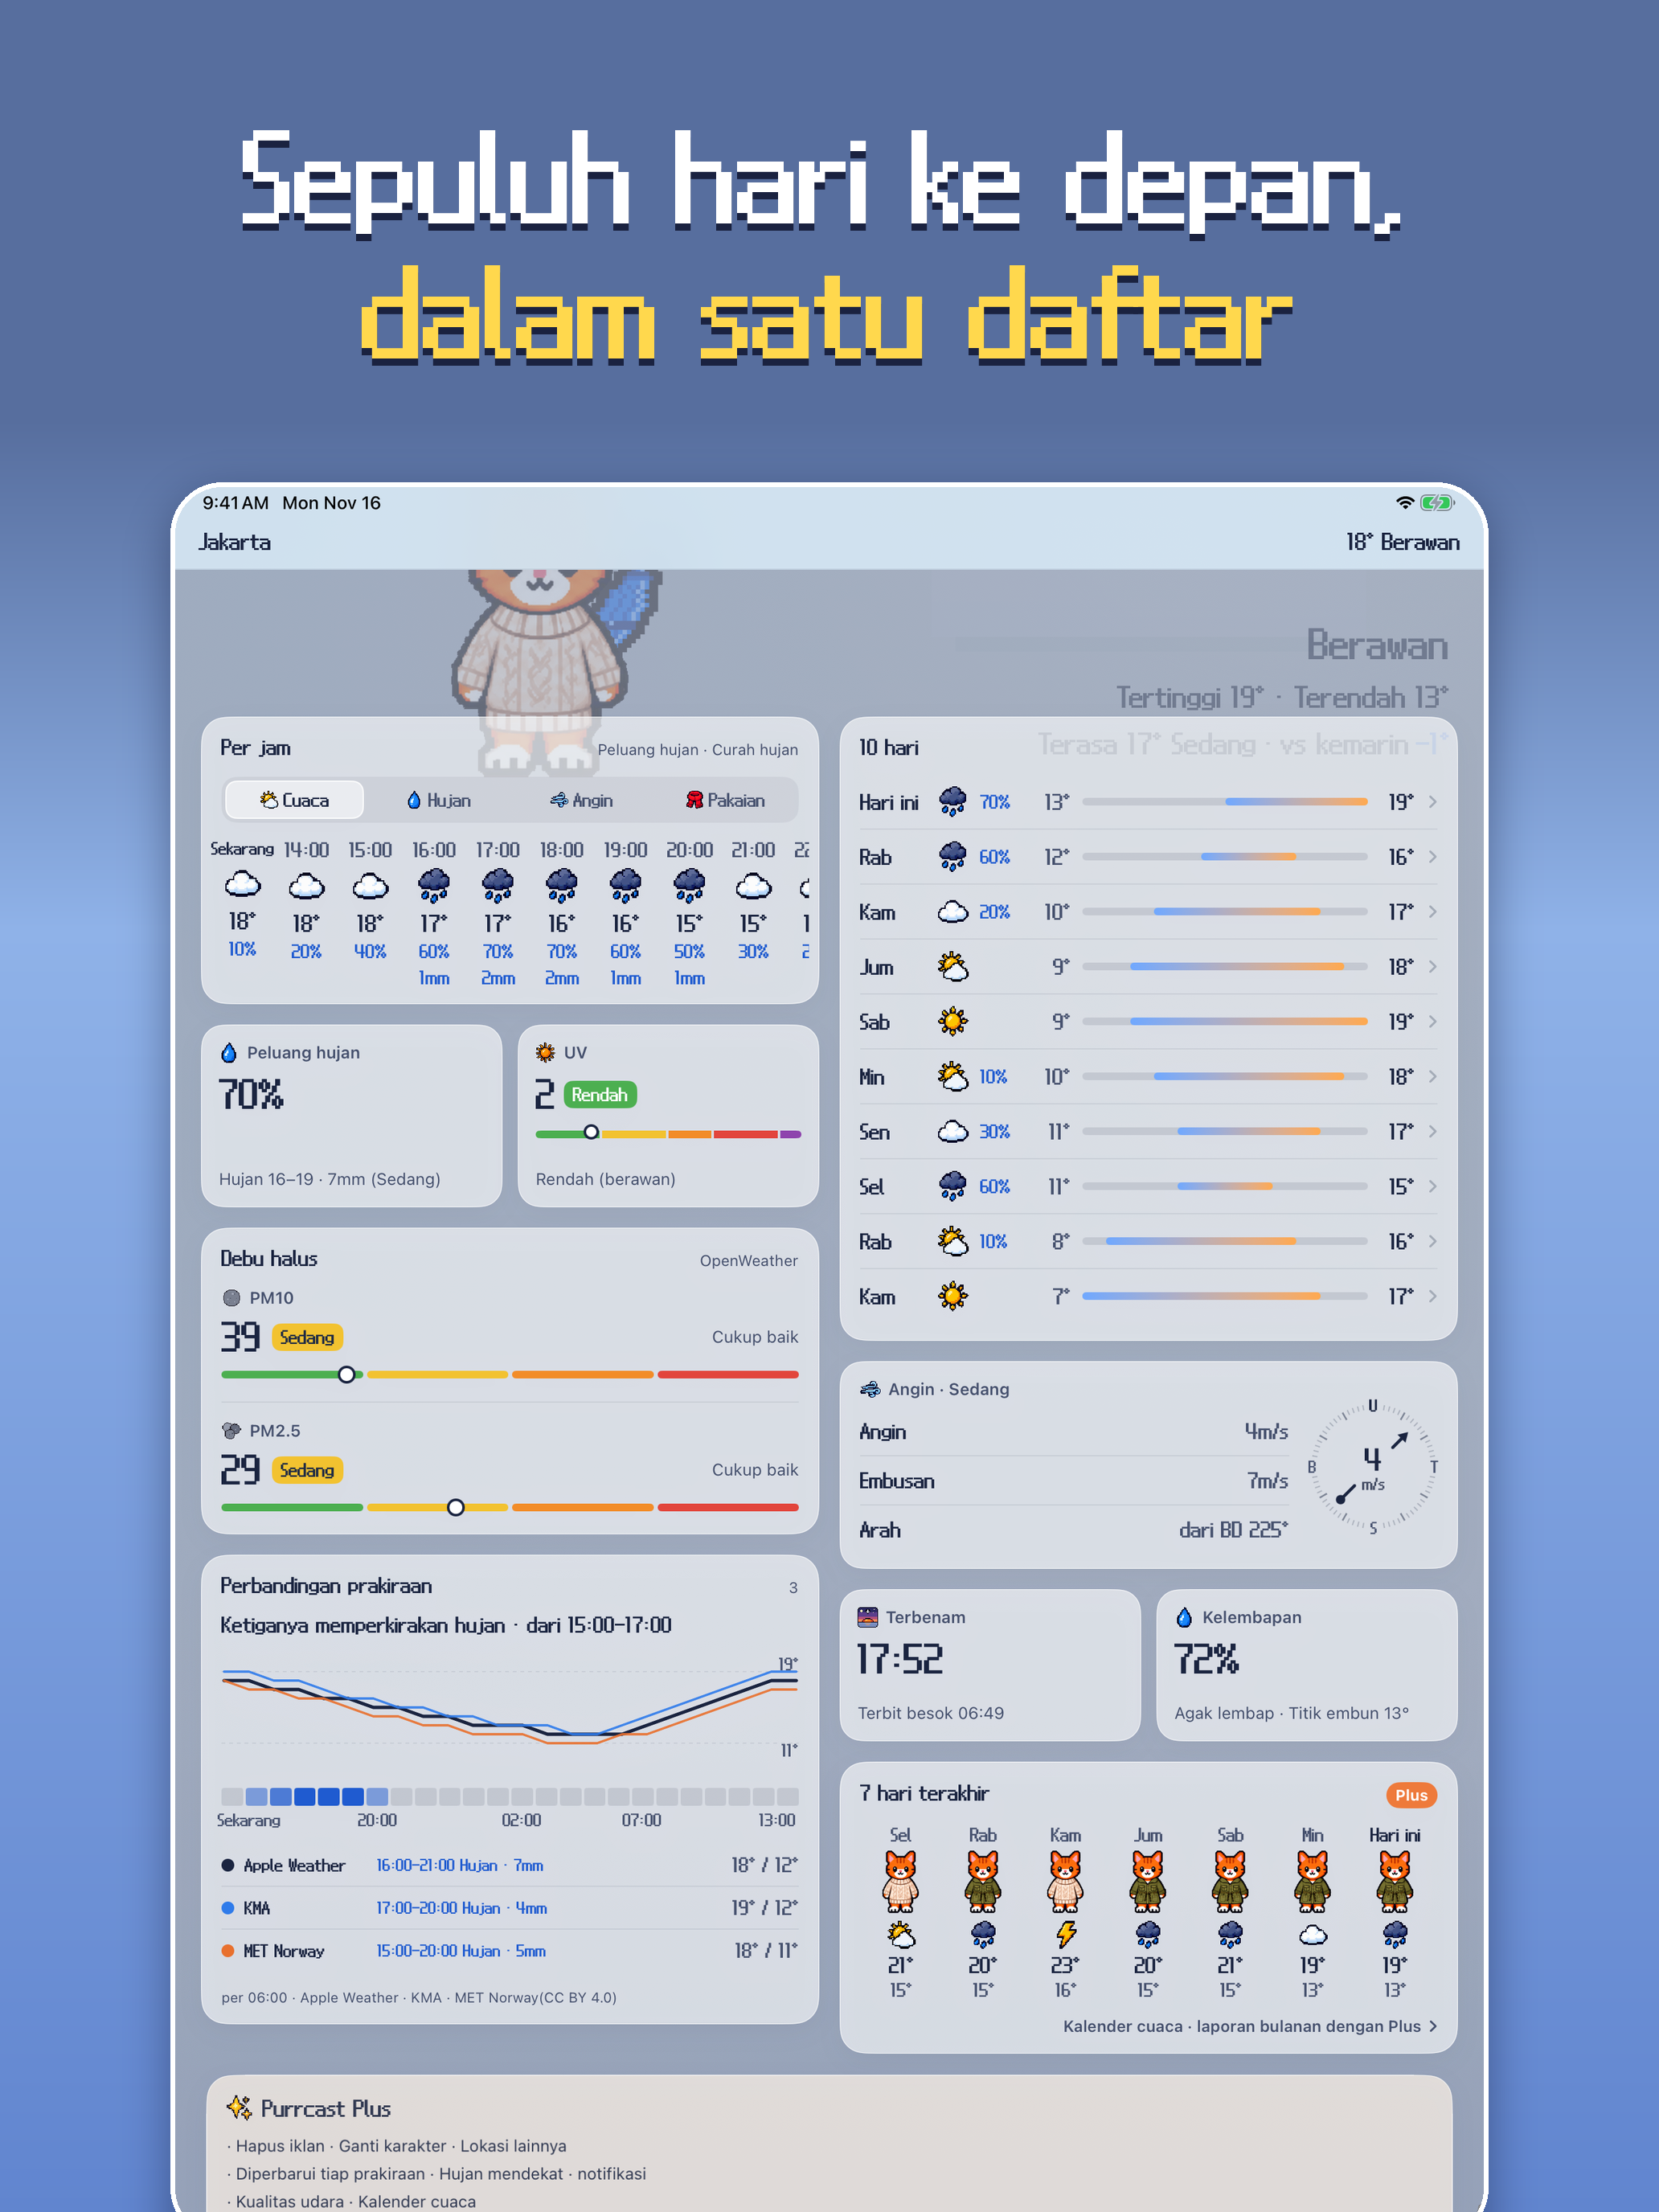 Sepuluh hari ke depan,
dalam satu daftar
9:41 AM Mon Nov 16
Jakarta
18° Berawan
Berawan
Tertinggi 19° · Terendah 13°
Terasa 17° Sedang · vs kemarin -1°
Per jam
Peluang hujan · Curah hujan
Cuaca Hujan Angin Pakaian
Sekarang 14:00 15:00 16:00 17:00 18:00 19:00 20:00 21:00
18° 18° 18° 17° 17° 16° 16° 15° 15°
10% 20% 40% 60% 70% 70% 60% 50% 30%
1mm 2mm 2mm 1mm 1mm
Peluang hujan
70%
Hujan 16–19 · 7mm (Sedang)
UV
2 Rendah
Rendah (berawan)
Debu halus
OpenWeather
PM10
39 Sedang
Cukup baik
PM2.5
29 Sedang
Cukup baik
Perbandingan prakiraan
3
Ketiganya memperkirakan hujan · dari 15:00–17:00
19°
11°
Sekarang 20:00 02:00 07:00 13:00
Apple Weather 16:00–21:00 Hujan · 7mm 18° / 12°
KMA 17:00–20:00 Hujan · 4mm 19° / 12°
MET Norway 15:00–20:00 Hujan · 5mm 18° / 11°
per 06:00 · Apple Weather · KMA · MET Norway(CC BY 4.0)
10 hari
Hari ini 70% 13° 19°
Rab 60% 12° 16°
Kam 20% 10° 17°
Jum 9° 18°
Sab 9° 19°
Min 10% 10° 18°
Sen 30% 11° 17°
Sel 60% 11° 15°
Rab 10% 8° 16°
Kam 7° 17°
Angin · Sedang
Angin 4m/s
Embusan 7m/s
Arah dari BD 225°
U
B
T
S
4
m/s
Terbenam
17:52
Terbit besok 06:49
Kelembapan
72%
Agak lembap · Titik embun 13°
7 hari terakhir
Plus
Sel Rab Kam Jum Sab Min Hari ini
21° 20° 23° 20° 21° 19° 19°
15° 15° 16° 15° 15° 13° 13°
Kalender cuaca · laporan bulanan dengan Plus
Purrcast Plus
· Hapus iklan · Ganti karakter · Lokasi lainnya
· Diperbarui tiap prakiraan · Hujan mendekat · notifikasi
· Kualitas udara · Kalender cuaca